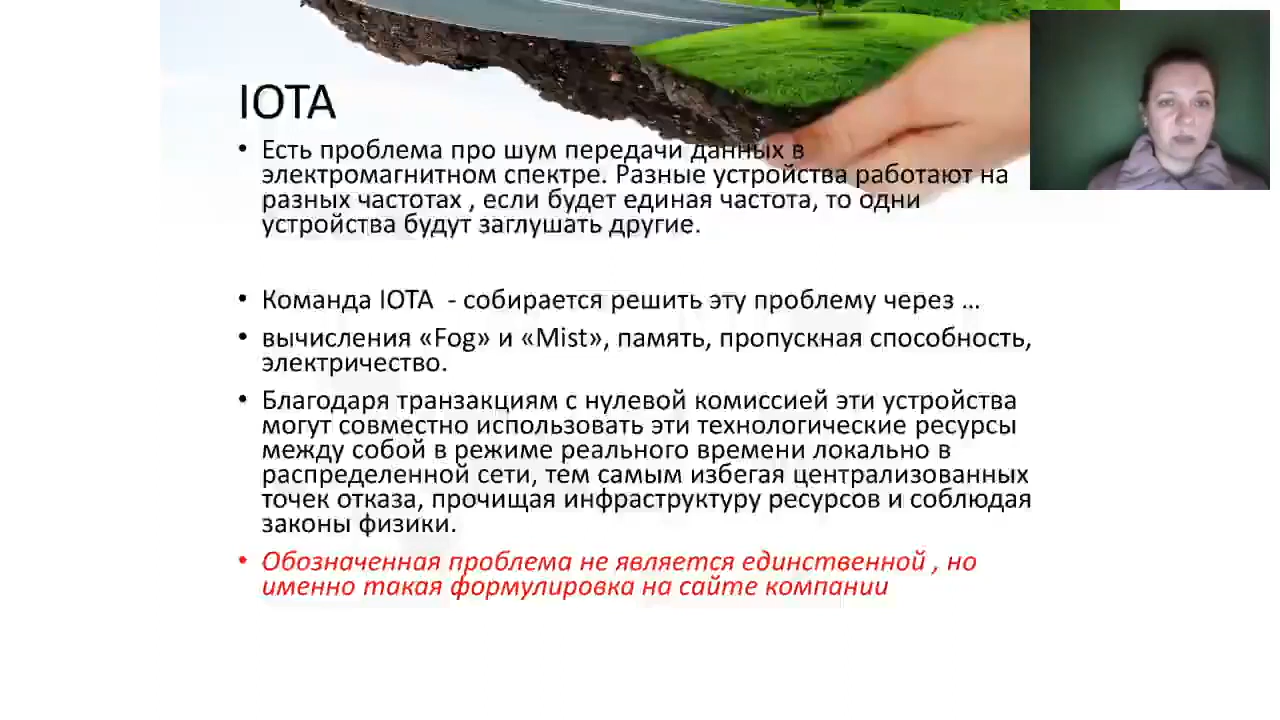 IOTA
• Есть проблема про шум передачи данных в
электромагнитном спектре. Разные устройства работают на
разных частотах , если будет единая частота, то одни
устройства будут заглушать другие.
• Команда IOTA - собирается решить эту проблему через …
• вычисления «Fog» и «Mist», память, пропускная способность,
электричество.
• Благодаря транзакциям с нулевой комиссией эти устройства
могут совместно использовать эти технологические ресурсы
между собой в режиме реального времени локально в
распределенной сети, тем самым избегая централизованных
точек отказа, прочищая инфраструктуру ресурсов и соблюдая
законы физики.
• Обозначенная проблема не является единственной , но
именно такая формулировка на сайте компании